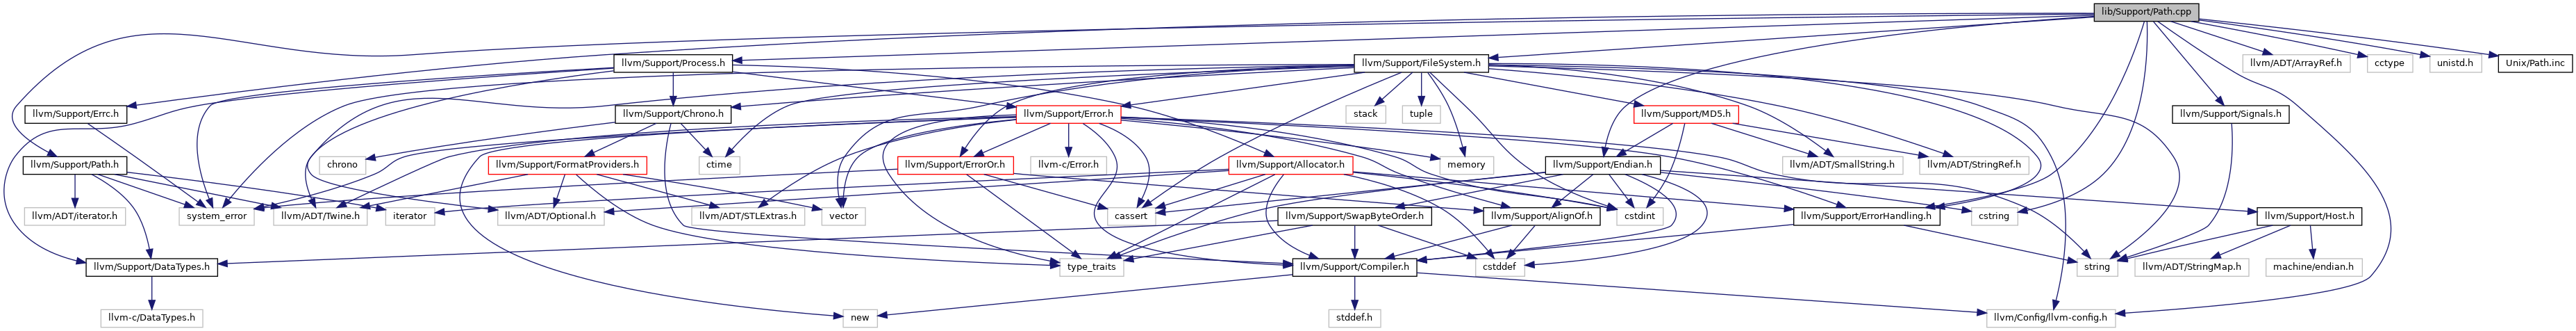 lib/Support/Path.cpp
llvm/Support/Process.h
llvm/Support/FileSystem.h
llvm/ADT/ArrayRef.h
cctype
unistd.h
Unix/Path.inc
llvm/Support/Errc.h
llvm/Support/Chrono.h
llvm/Support/Error.h
stack
tuple
llvm/Support/MD5.h
llvm/Support/Signals.h
llvm/Support/Path.h
chrono
llvm/Support/FormatProviders.h
ctime
llvm/Support/ErrorOr.h
llvm-c/Error.h
llvm/Support/Allocator.h
memory
llvm/Support/Endian.h
llvm/ADT/SmallString.h
llvm/ADT/StringRef.h
llvm/ADT/iterator.h
system_error
llvm/ADT/Twine.h
iterator
llvm/ADT/Optional.h
llvm/ADT/STLExtras.h
vector
cassert
llvm/Support/SwapByteOrder.h
llvm/Support/AlignOf.h
cstdint
llvm/Support/ErrorHandling.h
cstring
llvm/Support/Host.h
llvm/Support/DataTypes.h
type_traits
llvm/Support/Compiler.h
cstddef
string
llvm/ADT/StringMap.h
machine/endian.h
llvm-c/DataTypes.h
new
stddef.h
llvm/Config/llvm-config.h